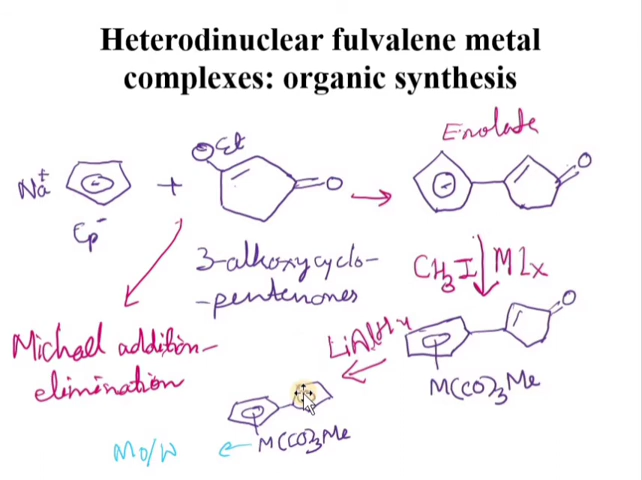 Heterodinuclear fulvalene metal
complexes: organic synthesis
Enolate
OEt
Na+ + O → O
Cp-
3-alkoxycyclo-
-pentenones
CH3I MLx
Michael addition-
elimination
LiAlH4
O
M(CO)3Me
M(CO)3Me
Mo/W